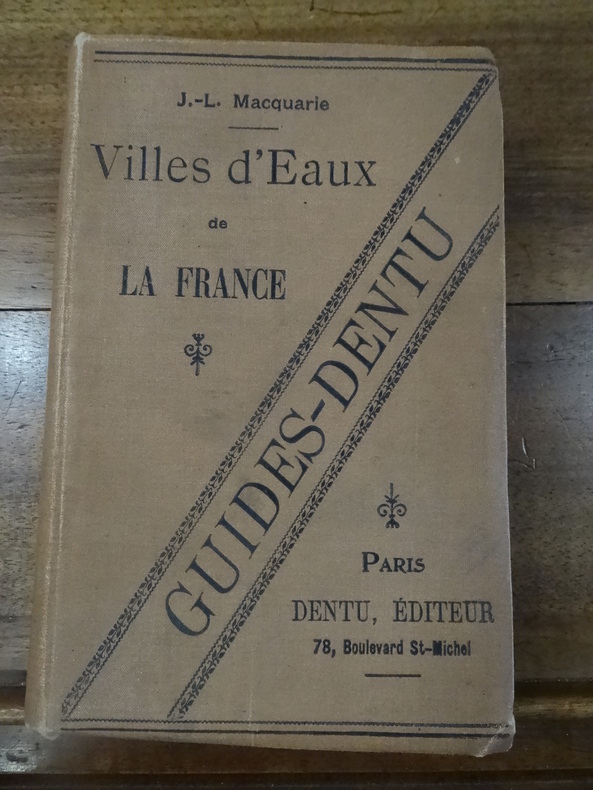 J.-L. Macquarie
Villes d'Eaux
de
LA FRANCE
GUIDES-DENTU
PARIS
DENTU, ÉDITEUR
78, Boulevard St-Michel